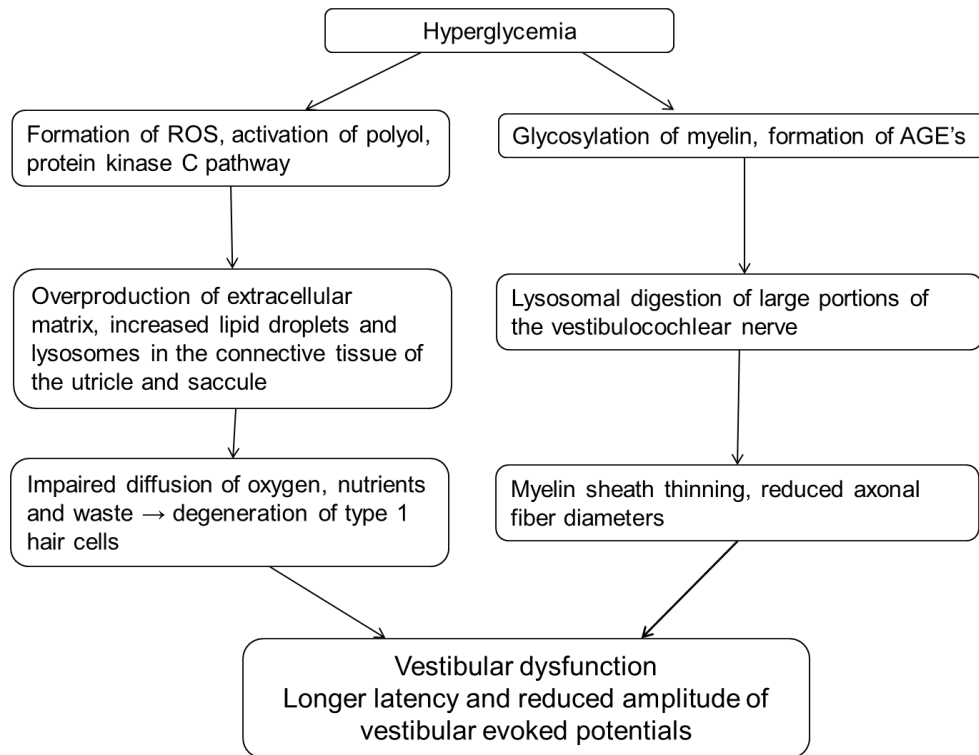 Hyperglycemia
Formation of ROS, activation of polyol,
protein kinase C pathway
Glycosylation of myelin, formation of AGE's
Overproduction of extracellular
matrix, increased lipid droplets and
lysosomes in the connective tissue of
the utricle and saccule
Lysosomal digestion of large portions of
the vestibulocochlear nerve
Impaired diffusion of oxygen, nutrients
and waste → degeneration of type 1
hair cells
Myelin sheath thinning, reduced axonal
fiber diameters
Vestibular dysfunction
Longer latency and reduced amplitude of
vestibular evoked potentials